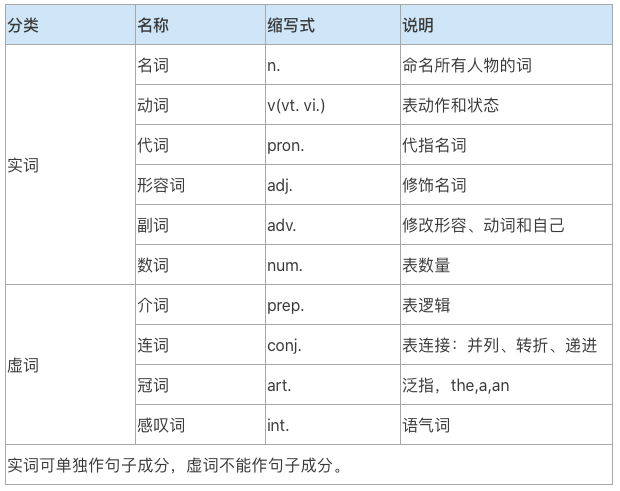 分类 名称 缩写式 说明
名词 n. 命名所有人物的词
动词 v(vt. vi.) 表动作和状态
代词 pron. 代指名词
实词
形容词 adj. 修饰名词
副词 adv. 修改形容、动词和自己
数词 num. 表数量
介词 prep. 表逻辑
连词 conj. 表连接：并列、转折、递进
虚词
冠词 art. 泛指，the,a,an
感叹词 int. 语气词
实词可单独作句子成分，虚词不能作句子成分。